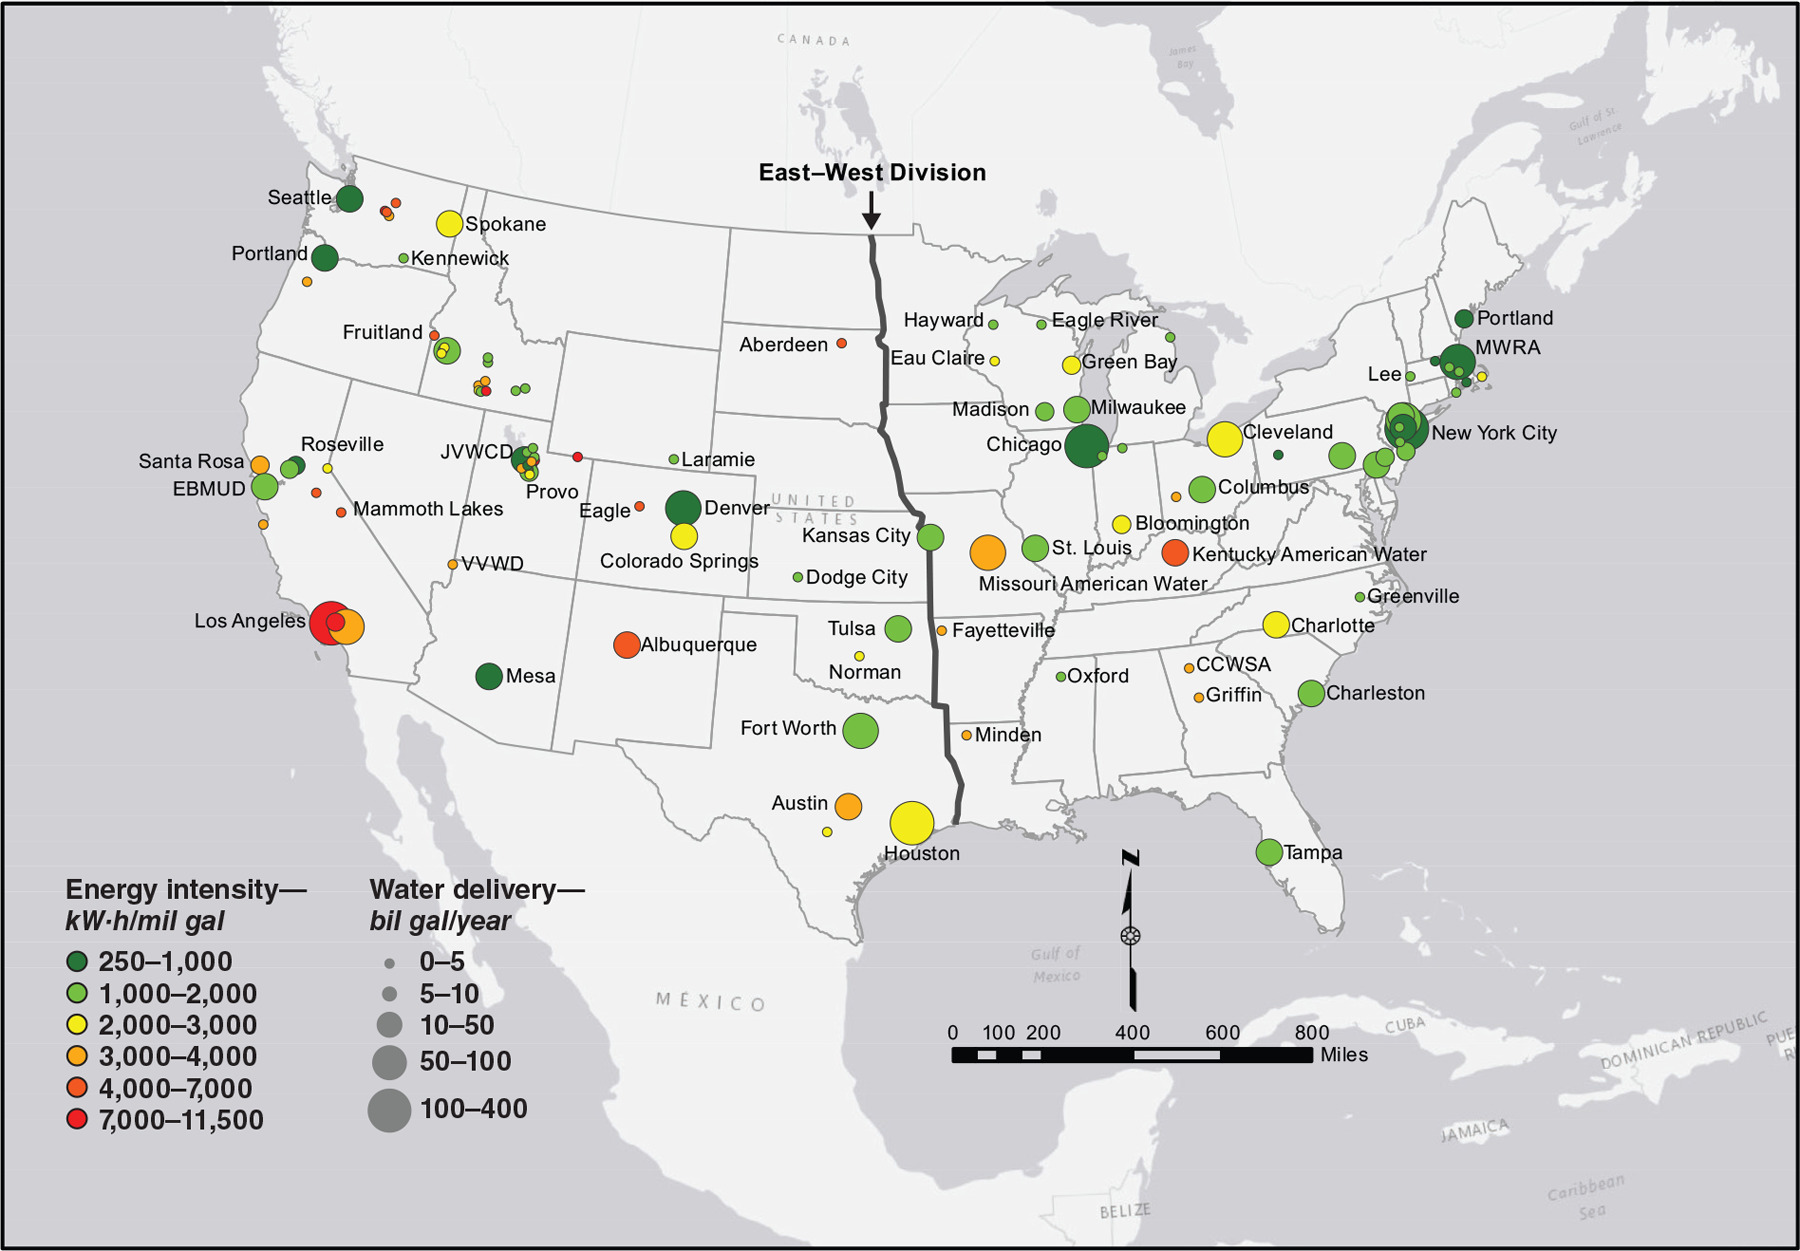 CANADA
James
Bay
Gulf of St.
Lawrence
East–West Division
Seattle
Spokane
Portland
Kennewick
Fruitland
Aberdeen
Hayward
Eagle River
Eau Claire
Green Bay
Portland
MWRA
Lee
Madison
Milwaukee
Chicago
Cleveland
New York City
Roseville
Santa Rosa
EBMUD
JVWCD
Laramie
Provo
Mammoth Lakes
Eagle
Denver
UNITED
STATES
Columbus
Bloomington
Kansas City
St. Louis
Kentucky American Water
Colorado Springs
VVWD
Dodge City
Missouri American Water
Greenville
Los Angeles
Tulsa
Fayetteville
Charlotte
Albuquerque
Norman
Mesa
Oxford
CCWSA
Griffin
Charleston
Fort Worth
Minden
Austin
Houston
Tampa
Energy intensity—
kW·h/mil gal
250–1,000
1,000–2,000
2,000–3,000
3,000–4,000
4,000–7,000
7,000–11,500
Water delivery—
bil gal/year
0–5
5–10
10–50
50–100
100–400
N
Gulf of
Mexico
MÉXICO
0 100 200 400 600 800
Miles
CUBA
DOMINICAN REPUBLIC
JAMAICA
BELIZE
Caribbean
Sea